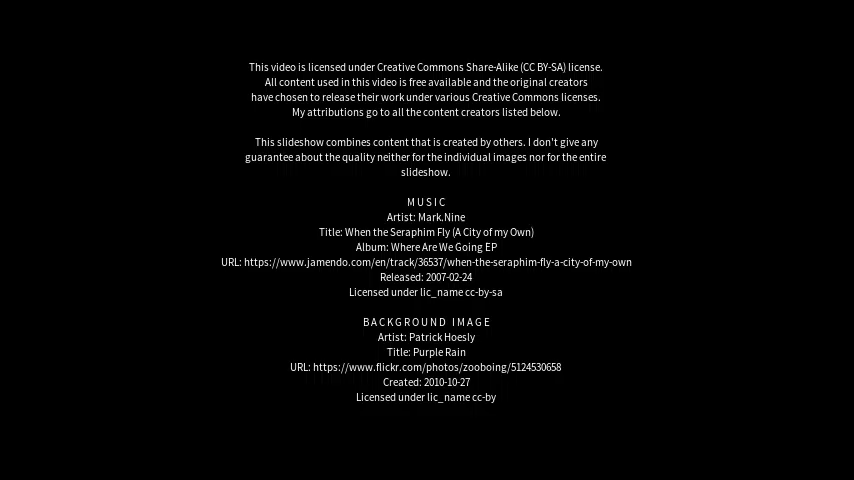 This video is licensed under Creative Commons Share-Alike (CC BY-SA) license.
All content used in this video is free available and the original creators
have chosen to release their work under various Creative Commons licenses.
My attributions go to all the content creators listed below.
This slideshow combines content that is created by others. I don't give any
guarantee about the quality neither for the individual images nor for the entire
slideshow.
MUSIC
Artist: Mark.Nine
Title: When the Seraphim Fly (A City of my Own)
Album: Where Are We Going EP
URL: https://www.jamendo.com/en/track/36537/when-the-seraphim-fly-a-city-of-my-own
Released: 2007-02-24
Licensed under lic_name cc-by-sa
BACKGROUND IMAGE
Artist: Patrick Hoesly
Title: Purple Rain
URL: https://www.flickr.com/photos/zooboing/5124530658
Created: 2010-10-27
Licensed under lic_name cc-by